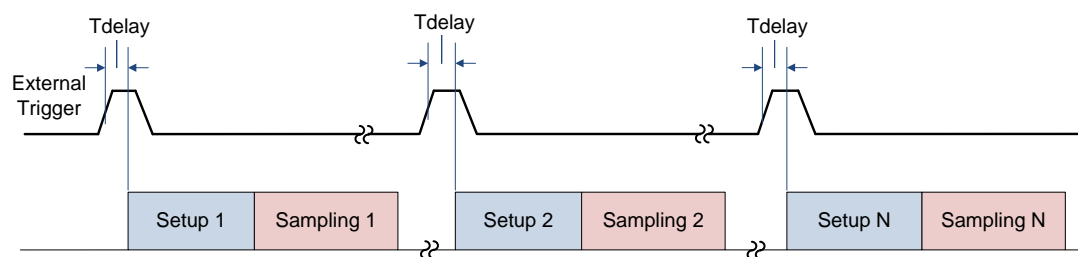 Tdelay
Tdelay
Tdelay
External
Trigger
Setup 1
Sampling 1
Setup 2
Sampling 2
Setup N
Sampling N